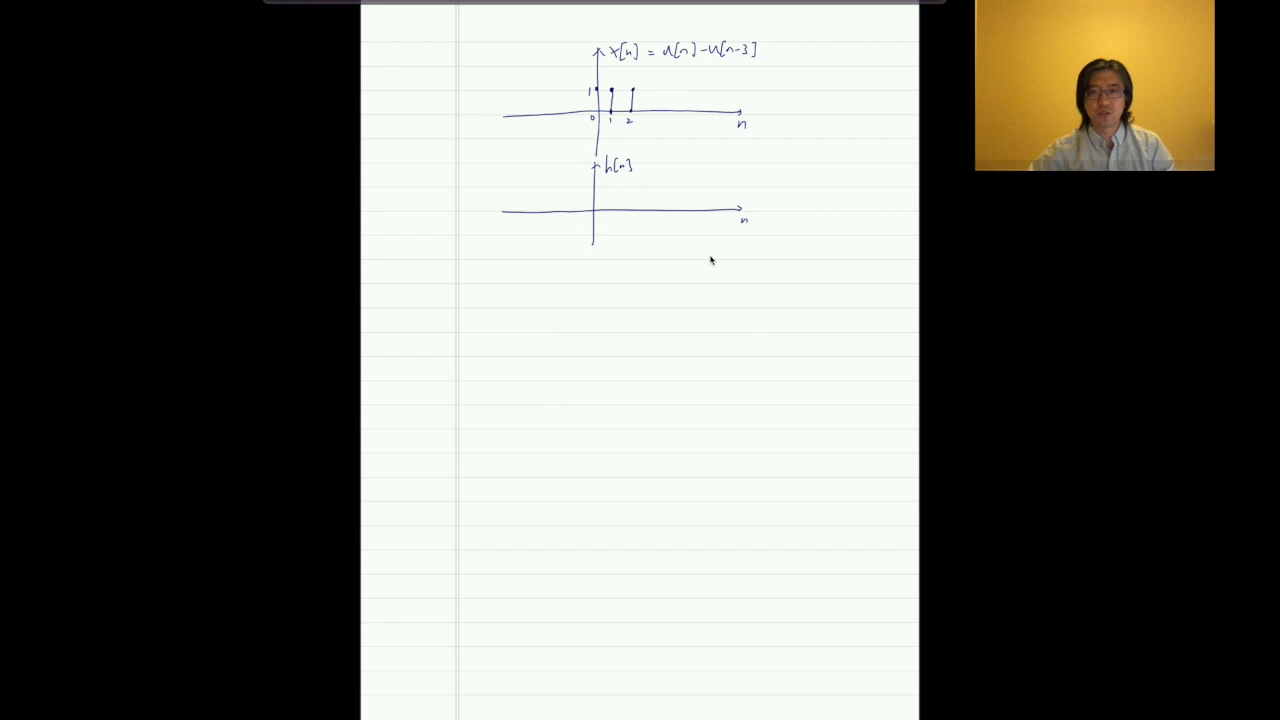 x[n] = u[n]-u[n-3]
1
0 1 2
n
h[n]
n